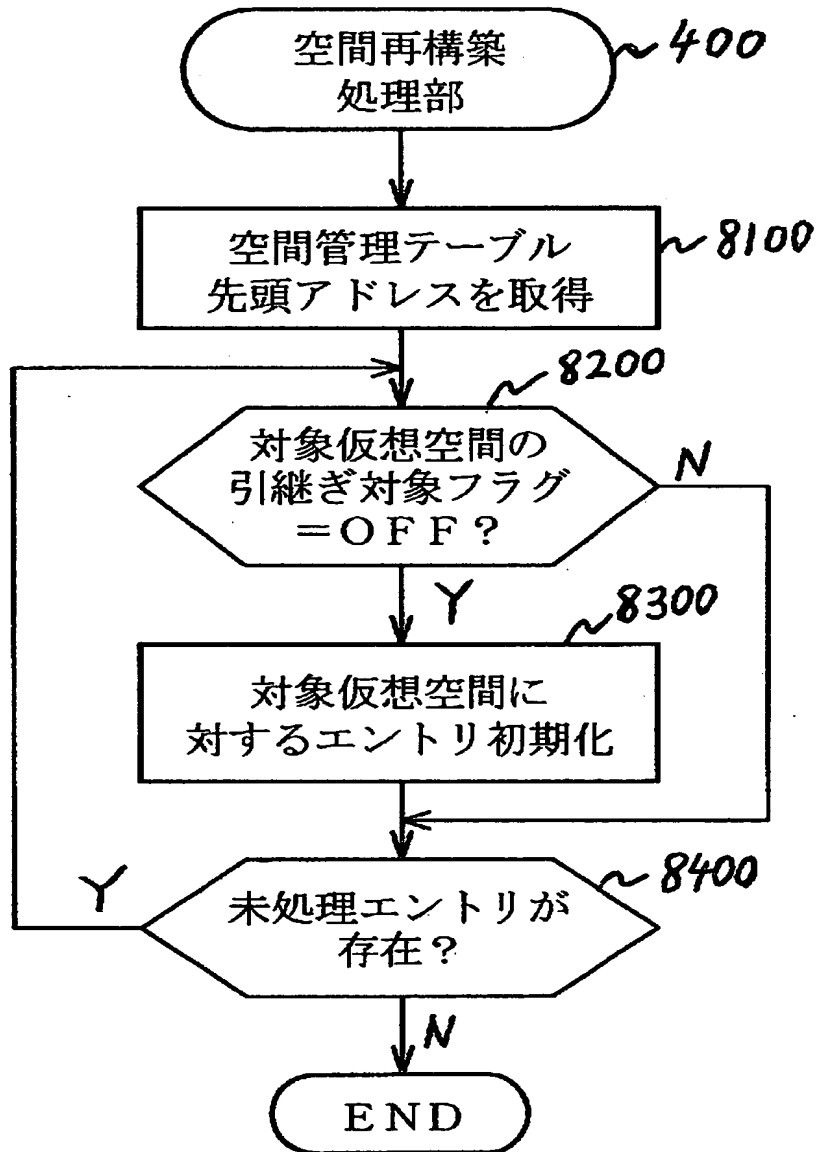 空間再構築
処理部
400
空間管理テーブル
先頭アドレスを取得
8100
8200
対象仮想空間の
引継ぎ対象フラグ
＝ＯＦＦ？
N
Y
8300
対象仮想空間に
対するエントリ初期化
8400
Y
未処理エントリが
存在？
N
ＥＮＤ